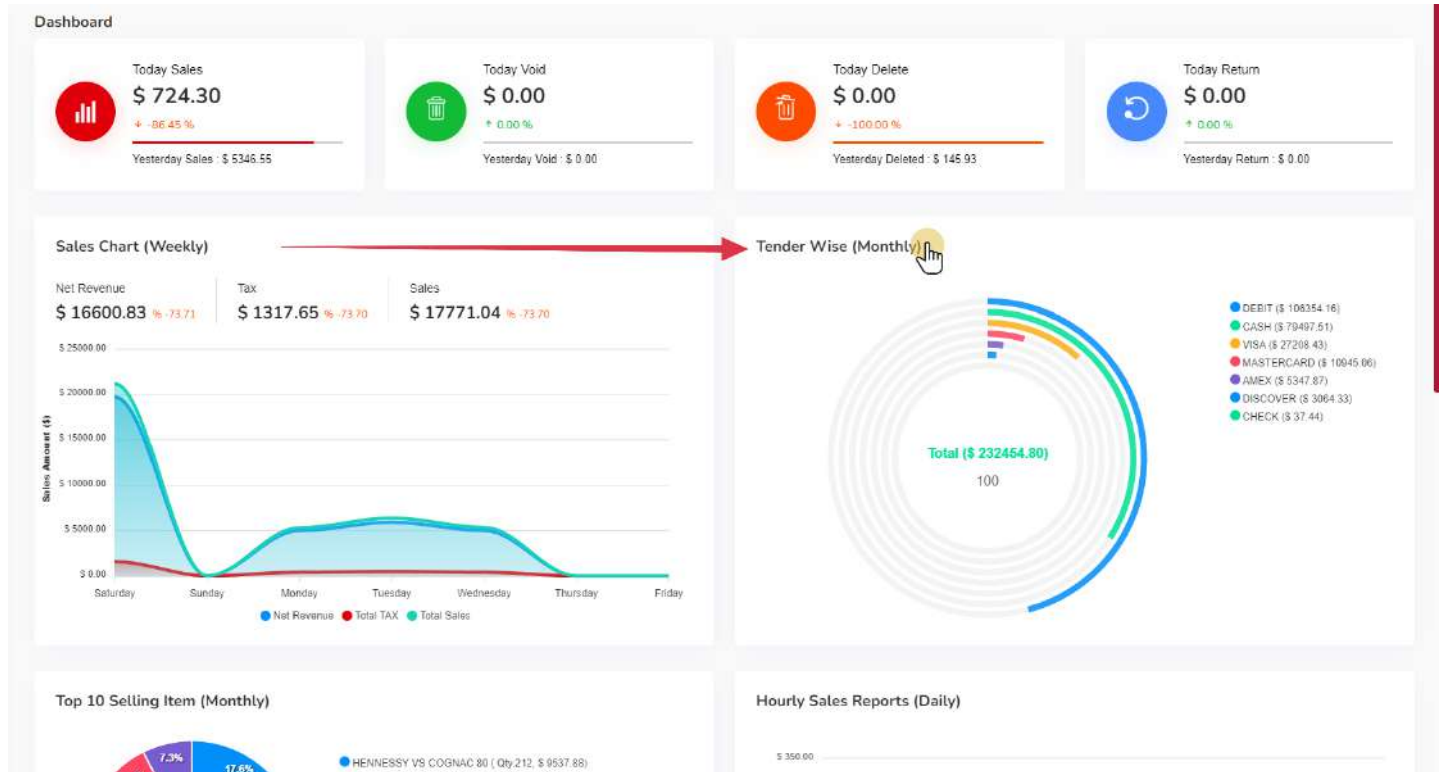 Dashboard
Today Sales
$ 724.30
-86.45 %
Yesterday Sales : $ 5346.55
Today Void
$ 0.00
0.00 %
Yesterday Void : $ 0.00
Today Delete
$ 0.00
-100.00 %
Yesterday Deleted : $ 145.93
Today Return
$ 0.00
0.00 %
Yesterday Return : $ 0.00
Sales Chart (Weekly)
Net Revenue
$ 16600.83 % -73.71
Tax
$ 1317.65 % -73.70
Sales
$ 17771.04 % -73.70
$ 25000.00
$ 20000.00
$ 15000.00
$ 10000.00
$ 5000.00
$ 0.00
Sales Amount ($)
Saturday Sunday Monday Tuesday Wednesday Thursday Friday
Net Revenue Total TAX Total Sales
Tender Wise (Monthly)
DEBIT ($ 106354.16)
CASH ($ 79497.51)
VISA ($ 27208.43)
MASTERCARD ($ 10945.06)
AMEX ($ 5347.87)
DISCOVER ($ 3064.33)
CHECK ($ 37.44)
Total ($ 232454.80)
100
Top 10 Selling Item (Monthly)
7.3%
17.6%
HENNESSY VS COGNAC 80 ( Qty.212, $ 9537.88)
Hourly Sales Reports (Daily)
$ 350.00